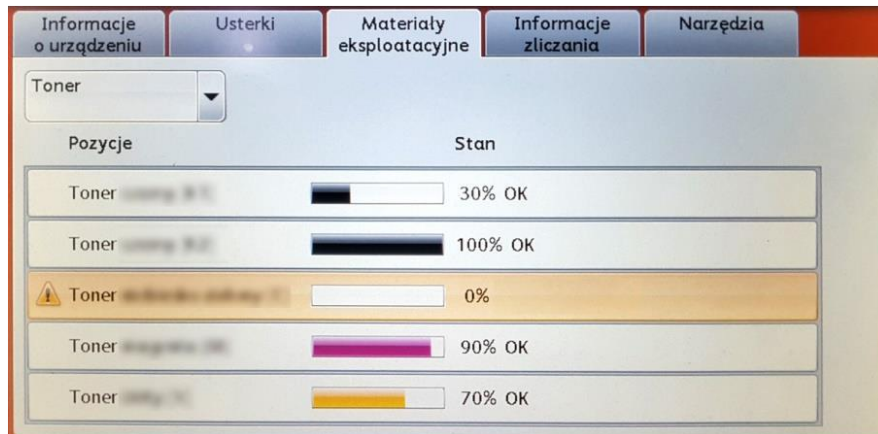 Informacje
o urządzeniu
Usterki
Materiały
eksploatacyjne
Informacje
zliczania
Narzędzia
Toner
Pozycje Stan
Toner 30% OK
Toner 100% OK
Toner 0%
Toner 90% OK
Toner 70% OK